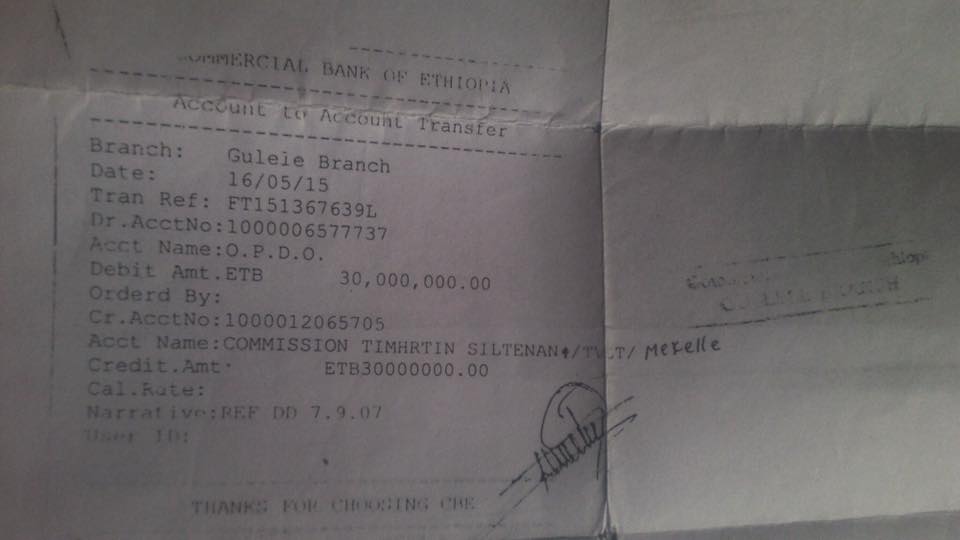 COMMERCIAL BANK OF ETHIOPIA
Account to Account Transfer
Branch: Guleie Branch
Date: 16/05/15
Tran Ref: FT151367639L
Dr.AcctNo:1000006577737
Acct Name:O.P.D.O.
Debit Amt.ETB 30,000,000.00
Orderd By:
Cr.AcctNo:1000012065705
Acct Name:COMMISSION TIMHRTIN SILTENAN /TVLT/ Mekelle
Credit.Amt. ETB30000000.00
Cal.Rate:
Narrative:REF DD 7.9.07
User ID:
THANKS FOR CHOOSING CBE
BRANCH